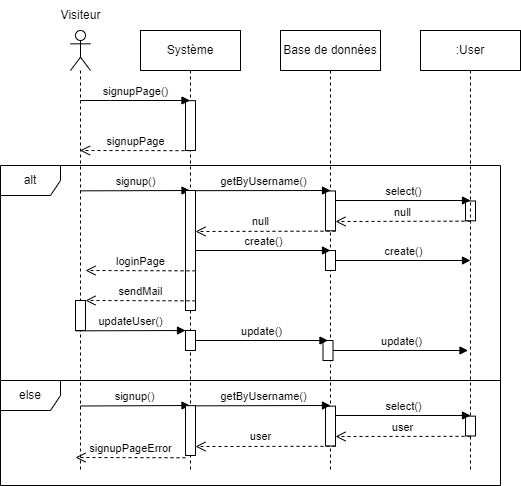 Visiteur
Système
Base de données
:User
signupPage()
signupPage
alt
signup()
getByUsername()
select()
null
null
create()
create()
loginPage
sendMail
updateUser()
update()
update()
else
signup()
getByUsername()
select()
user
user
signupPageError